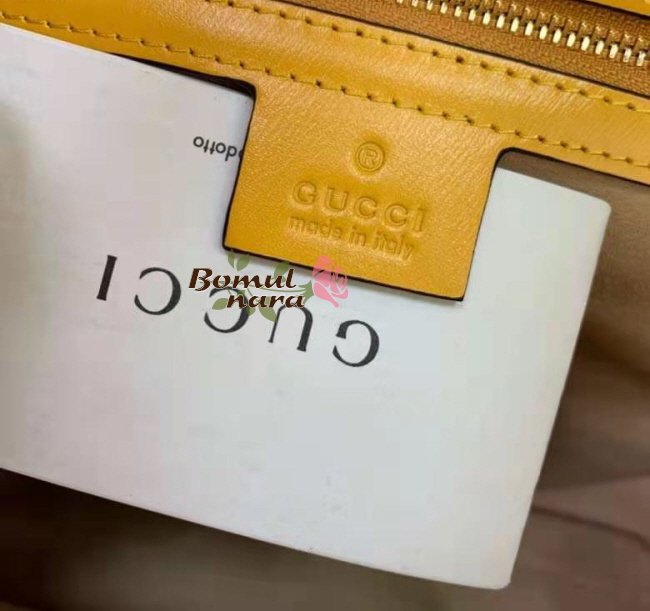 ®
GUCCI
made in italy
Bomul
nara
GUCCI